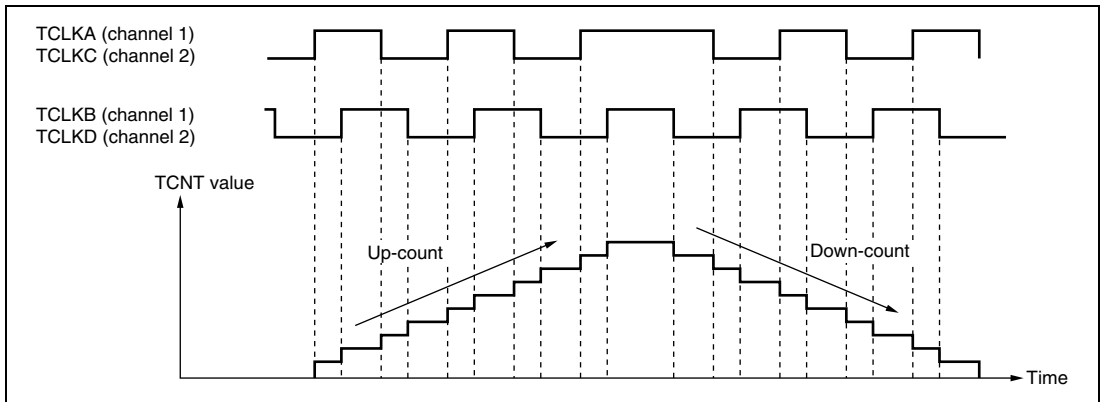 TCLKA (channel 1)
TCLKC (channel 2)
TCLKB (channel 1)
TCLKD (channel 2)
TCNT value
Up-count
Down-count
Time